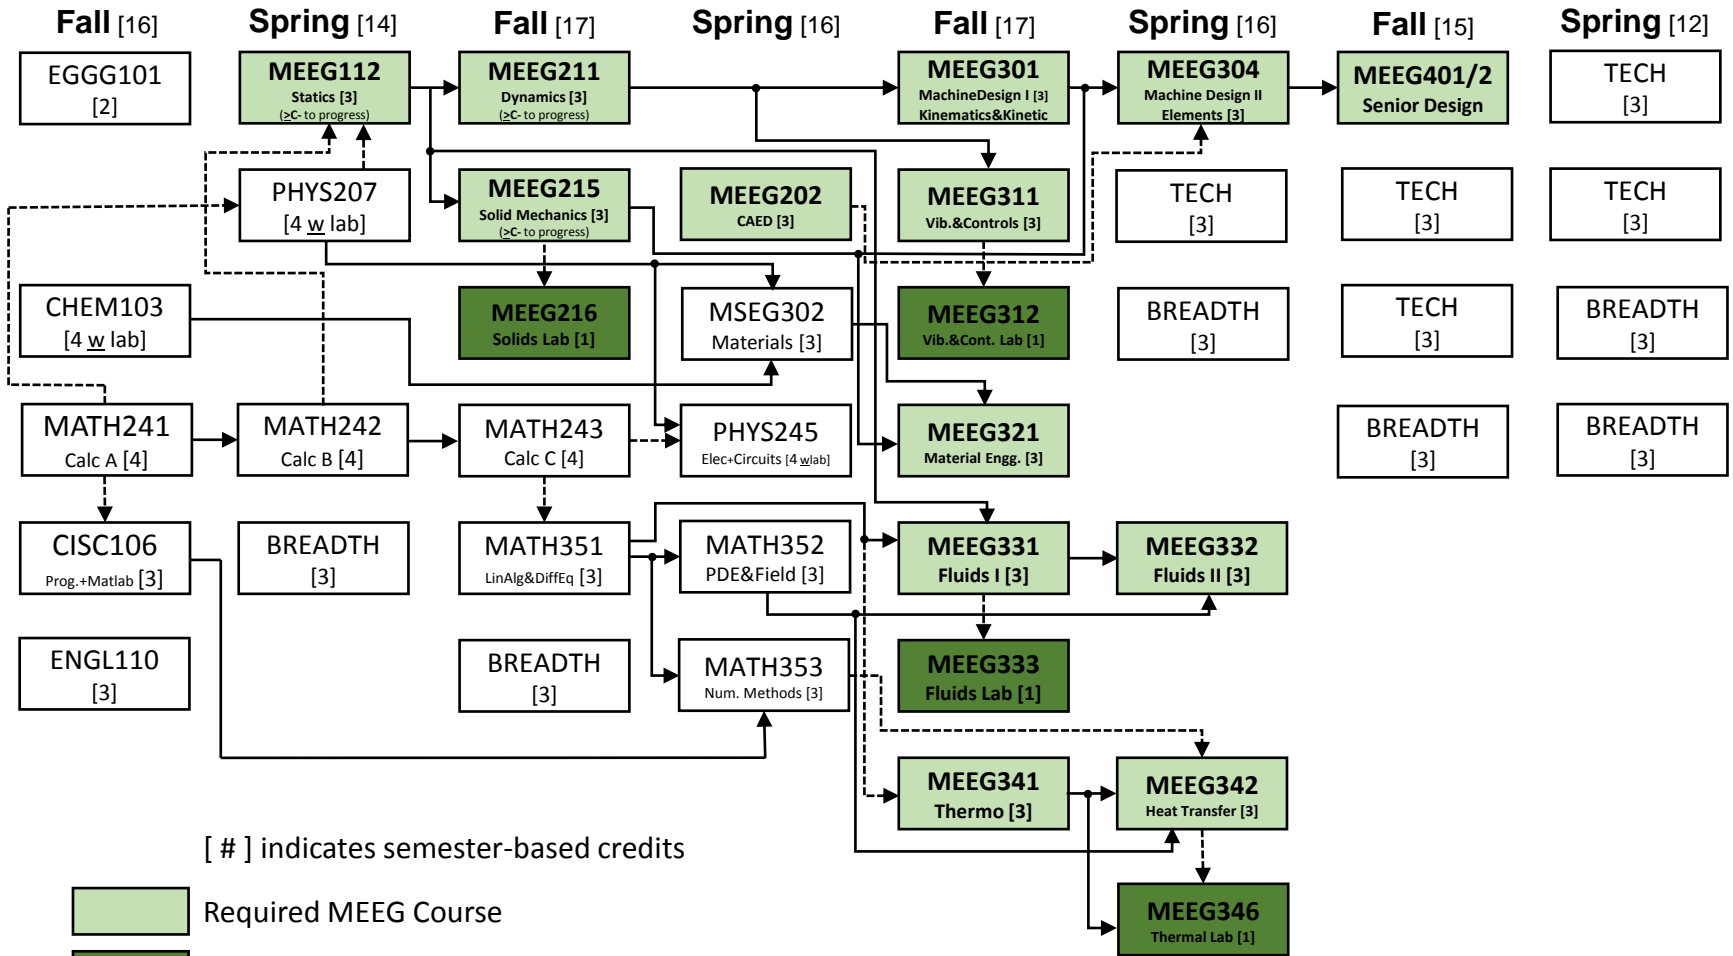 Fall [16]
Spring [14]
Fall [17]
Spring [16]
Fall [17]
Spring [16]
Fall [15]
Spring [12]
EGGG101
[2]
MEEG112
Statics [3]
(≥C- to progress)
MEEG211
Dynamics [3]
(≥C- to progress)
MEEG301
MachineDesign I [3]
Kinematics&Kinetic
MEEG304
Machine Design II
Elements [3]
MEEG401/2
Senior Design
TECH
[3]
PHYS207
[4 w lab]
MEEG215
Solid Mechanics [3]
(≥C- to progress)
MEEG202
CAED [3]
MEEG311
Vib.&Controls [3]
TECH
[3]
TECH
[3]
TECH
[3]
CHEM103
[4 w lab]
MEEG216
Solids Lab [1]
MSEG302
Materials [3]
MEEG312
Vib.&Cont. Lab [1]
BREADTH
[3]
TECH
[3]
BREADTH
[3]
MATH241
Calc A [4]
MATH242
Calc B [4]
MATH243
Calc C [4]
PHYS245
Elec+Circuits [4 wlab]
MEEG321
Material Engg. [3]
BREADTH
[3]
BREADTH
[3]
CISC106
Prog.+Matlab [3]
BREADTH
[3]
MATH351
LinAlg&DiffEq [3]
MATH352
PDE&Field [3]
MEEG331
Fluids I [3]
MEEG332
Fluids II [3]
ENGL110
[3]
BREADTH
[3]
MATH353
Num. Methods [3]
MEEG333
Fluids Lab [1]
MEEG341
Thermo [3]
MEEG342
Heat Transfer [3]
[ # ] indicates semester-based credits
Required MEEG Course
MEEG346
Thermal Lab [1]